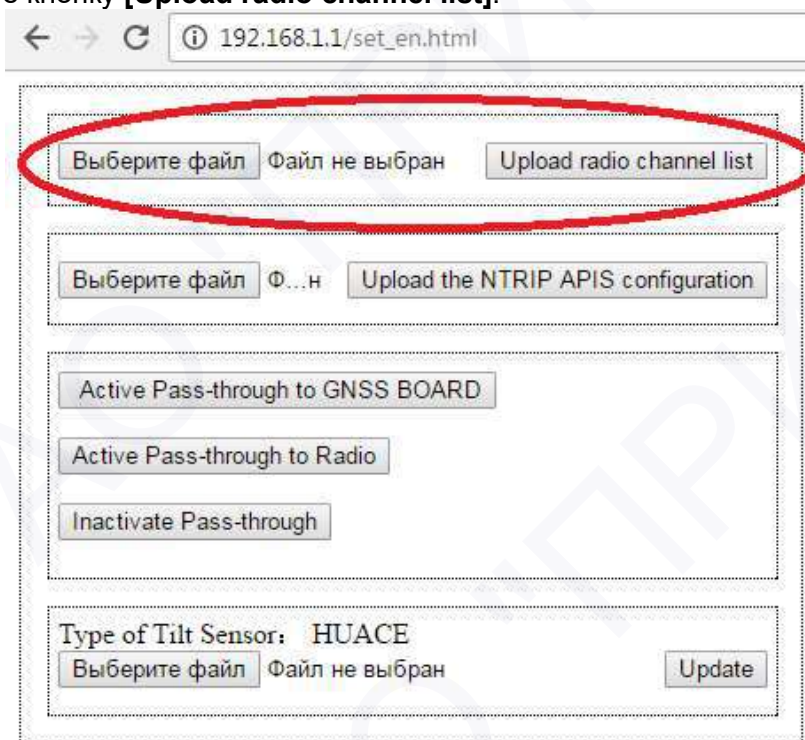 кнопку [Upload radio channel list].
192.168.1.1/set_en.html
Выберите файл Файл не выбран Upload radio channel list
Выберите файл Ф...н Upload the NTRIP APIS configuration
Active Pass-through to GNSS BOARD
Active Pass-through to Radio
Inactivate Pass-through
Type of Tilt Sensor: HUACE
Выберите файл Файл не выбран Update